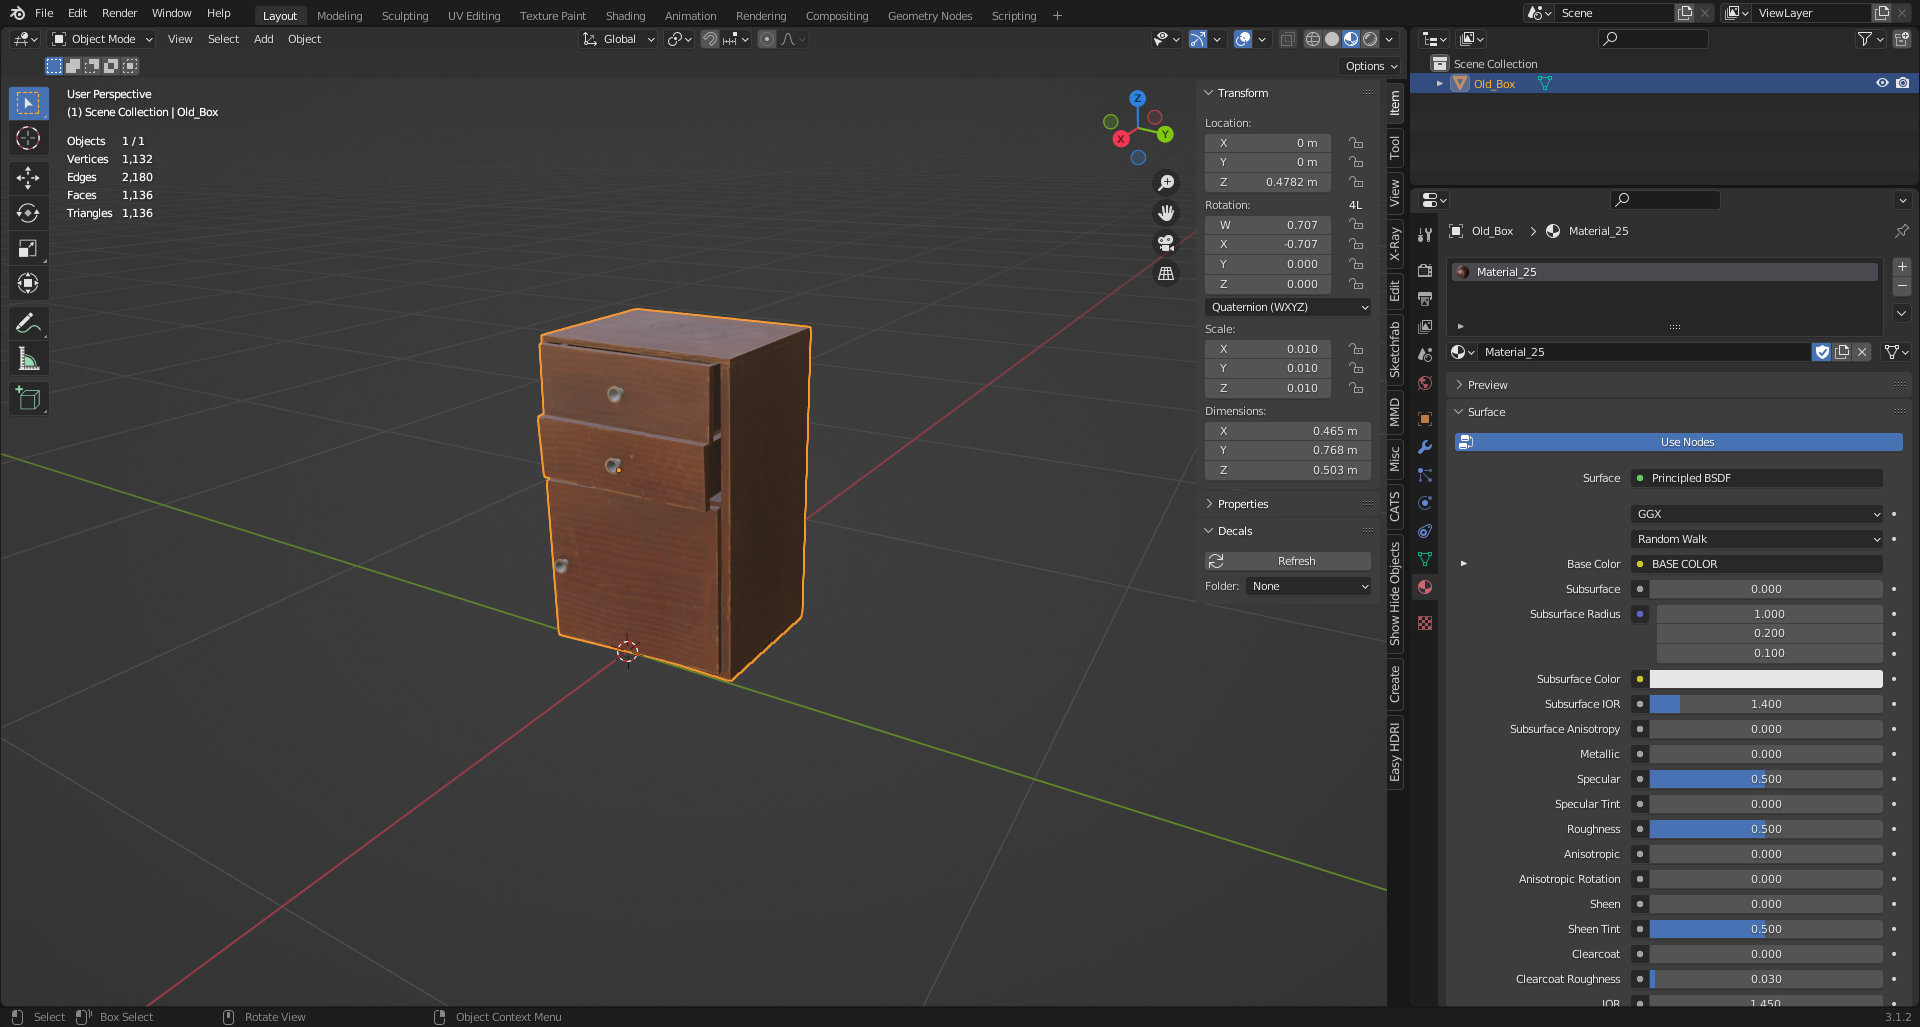 File Edit Render Window Help Layout Modeling Sculpting UV Editing Texture Paint Shading Animation Rendering Compositing Geometry Nodes Scripting + Scene ViewLayer
Object Mode View Select Add Object Global
Options
User Perspective
(1) Scene Collection | Old_Box
Objects 1 / 1
Vertices 1,132
Edges 2,180
Faces 1,136
Triangles 1,136
Z
Y
X
Transform
Location:
X 0 m
Y 0 m
Z 0.4782 m
Rotation: 4L
W 0.707
X -0.707
Y 0.000
Z 0.000
Quaternion (WXYZ)
Scale:
X 0.010
Y 0.010
Z 0.010
Dimensions:
X 0.465 m
Y 0.768 m
Z 0.503 m
Properties
Decals
Refresh
Folder: None
Item
Tool
View
X-Ray
Edit
Sketchfab
MMD
Misc
CATS
Show Hide Objects
Create
Easy HDRI
Scene Collection
Old_Box
Old_Box > Material_25
Material_25
Material_25
Preview
Surface
Use Nodes
Surface Principled BSDF
GGX
Random Walk
Base Color BASE COLOR
Subsurface 0.000
Subsurface Radius 1.000
0.200
0.100
Subsurface Color
Subsurface IOR 1.400
Subsurface Anisotropy 0.000
Metallic 0.000
Specular 0.500
Specular Tint 0.000
Roughness 0.500
Anisotropic 0.000
Anisotropic Rotation 0.000
Sheen 0.000
Sheen Tint 0.500
Clearcoat 0.000
Clearcoat Roughness 0.030
IOR 1.450
Select Box Select Rotate View Object Context Menu 3.1.2